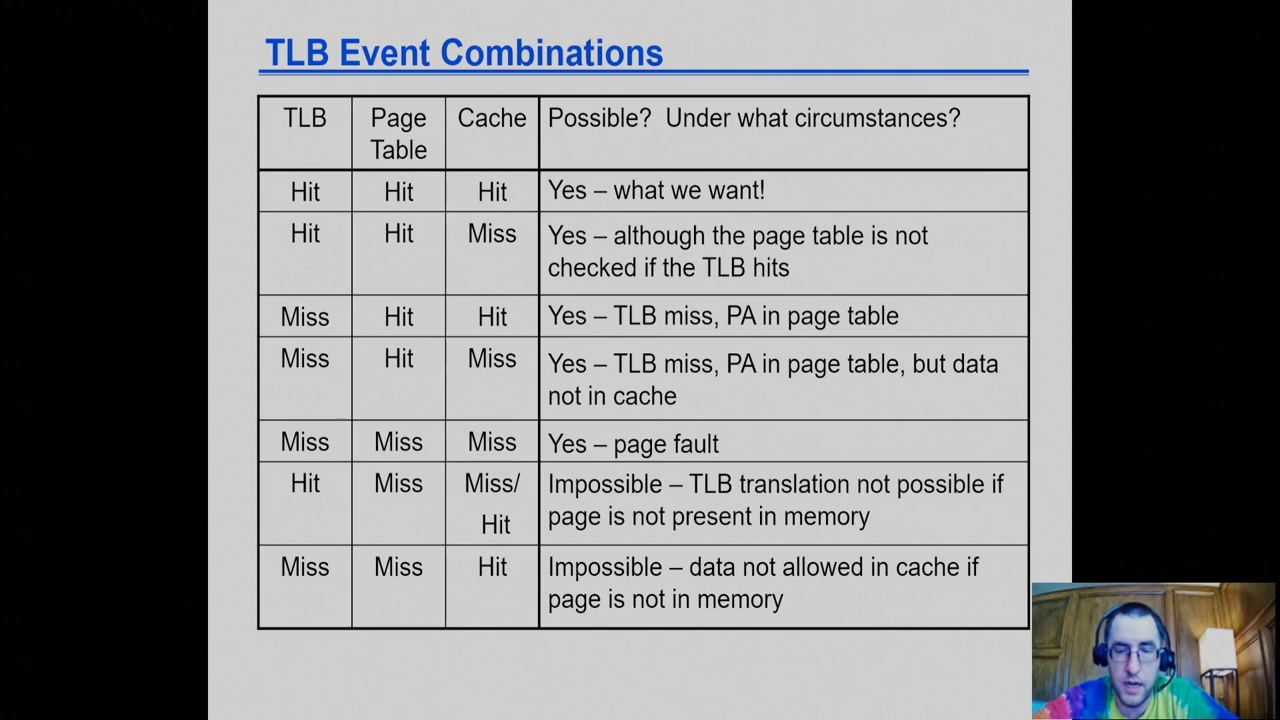 TLB Event Combinations
TLB Page Cache Possible? Under what circumstances?
Table
Hit Hit Hit Yes – what we want!
Hit Hit Miss Yes – although the page table is not
checked if the TLB hits
Miss Hit Hit Yes – TLB miss, PA in page table
Miss Hit Miss Yes – TLB miss, PA in page table, but data
not in cache
Miss Miss Miss Yes – page fault
Hit Miss Miss/ Impossible – TLB translation not possible if
Hit page is not present in memory
Miss Miss Hit Impossible – data not allowed in cache if
page is not in memory